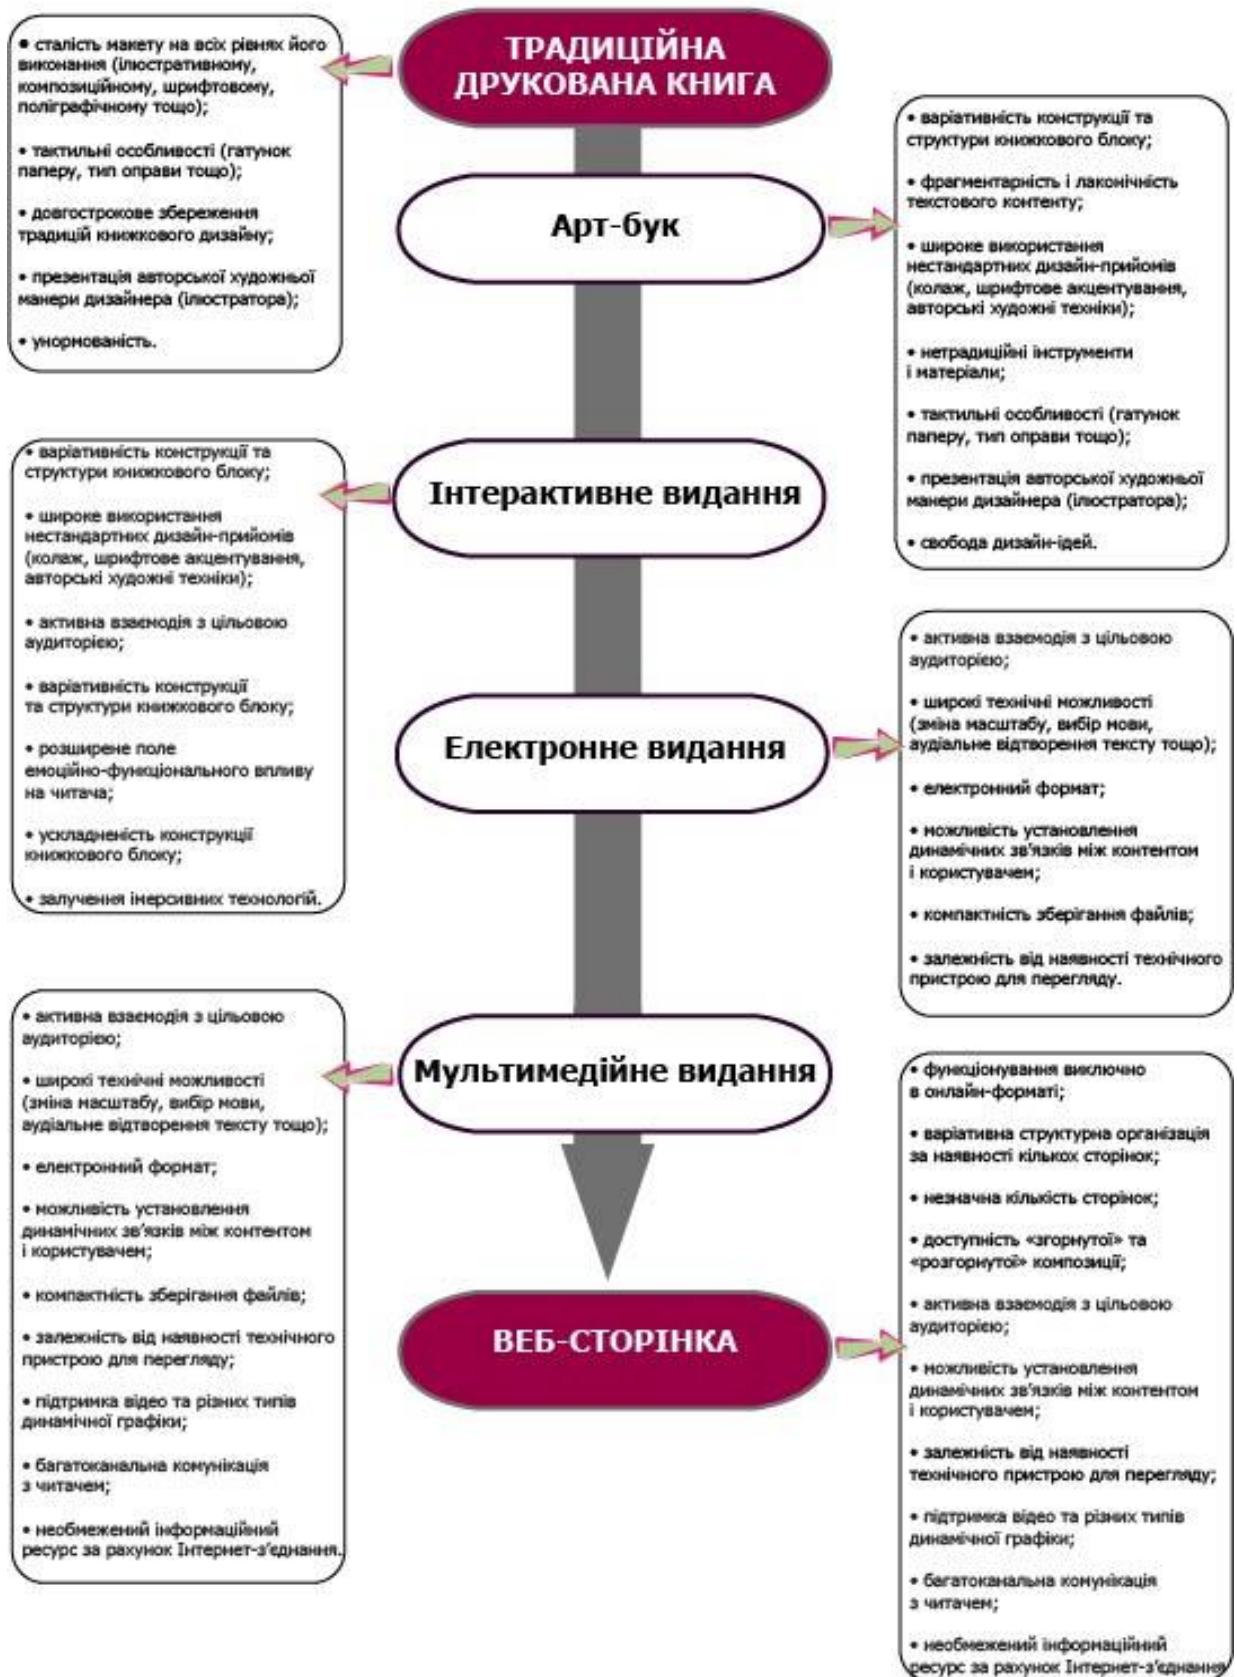 ТРАДИЦІЙНА
ДРУКОВАНА КНИГА
• сталість макету на всіх рівнях його
виконання (ілюстративному,
композиційному, шрифтовому,
поліграфічному тощо);
• тактильні особливості (гатунок
паперу, тип оправи тощо);
• довгострокове збереження
традицій книжкового дизайну;
• презентація авторської художньої
манери дизайнера (ілюстратора);
• унормованість.
Арт-бук
• варіативність конструкції та
структури книжкового блоку;
• фрагментарність і лаконічність
текстового контенту;
• широке використання
нестандартних дизайн-прийомів
(колаж, шрифтове акцентування,
авторські художні техніки);
• нетрадиційні інструменти
і матеріали;
• тактильні особливості (гатунок
паперу, тип оправи тощо);
• презентація авторської художньої
манери дизайнера (ілюстратора);
• свобода дизайн-ідей.
Інтерактивне видання
• варіативність конструкції та
структури книжкового блоку;
• широке використання
нестандартних дизайн-прийомів
(колаж, шрифтове акцентування,
авторські художні техніки);
• активна взаємодія з цільовою
аудиторією;
• варіативність конструкції
та структури книжкового блоку;
• розширене поле
емоційно-функціонального впливу
на читача;
• ускладненість конструкції
книжкового блоку;
• залучення імерсивних технологій.
Електронне видання
• активна взаємодія з цільовою
аудиторією;
• широкі технічні можливості
(зміна масштабу, вибір мови,
аудіальне відтворення тексту тощо);
• електронний формат;
• можливість установлення
динамічних зв'язків між контентом
і користувачем;
• компактність зберігання файлів;
• залежність від наявності технічного
пристрою для перегляду.
Мультимедійне видання
• активна взаємодія з цільовою
аудиторією;
• широкі технічні можливості
(зміна масштабу, вибір мови,
аудіальне відтворення тексту тощо);
• електронний формат;
• можливість установлення
динамічних зв'язків між контентом
і користувачем;
• компактність зберігання файлів;
• залежність від наявності технічного
пристрою для перегляду;
• підтримка відео та різних типів
динамічної графіки;
• багатоканальна комунікація
з читачем;
• необмежений інформаційний
ресурс за рахунок Інтернет-з'єднання.
ВЕБ-СТОРІНКА
• функціонування виключно
в онлайн-форматі;
• варіативна структурна організація
за наявності кількох сторінок;
• незначна кількість сторінок;
• доступність «згорнутої» та
«розгорнутої» композиції;
• активна взаємодія з цільовою
аудиторією;
• можливість установлення
динамічних зв'язків між контентом
і користувачем;
• залежність від наявності
технічного пристрою для перегляду;
• підтримка відео та різних типів
динамічної графіки;
• багатоканальна комунікація
з читачем;
• необмежений інформаційний
ресурс за рахунок Інтернет-з'єднання